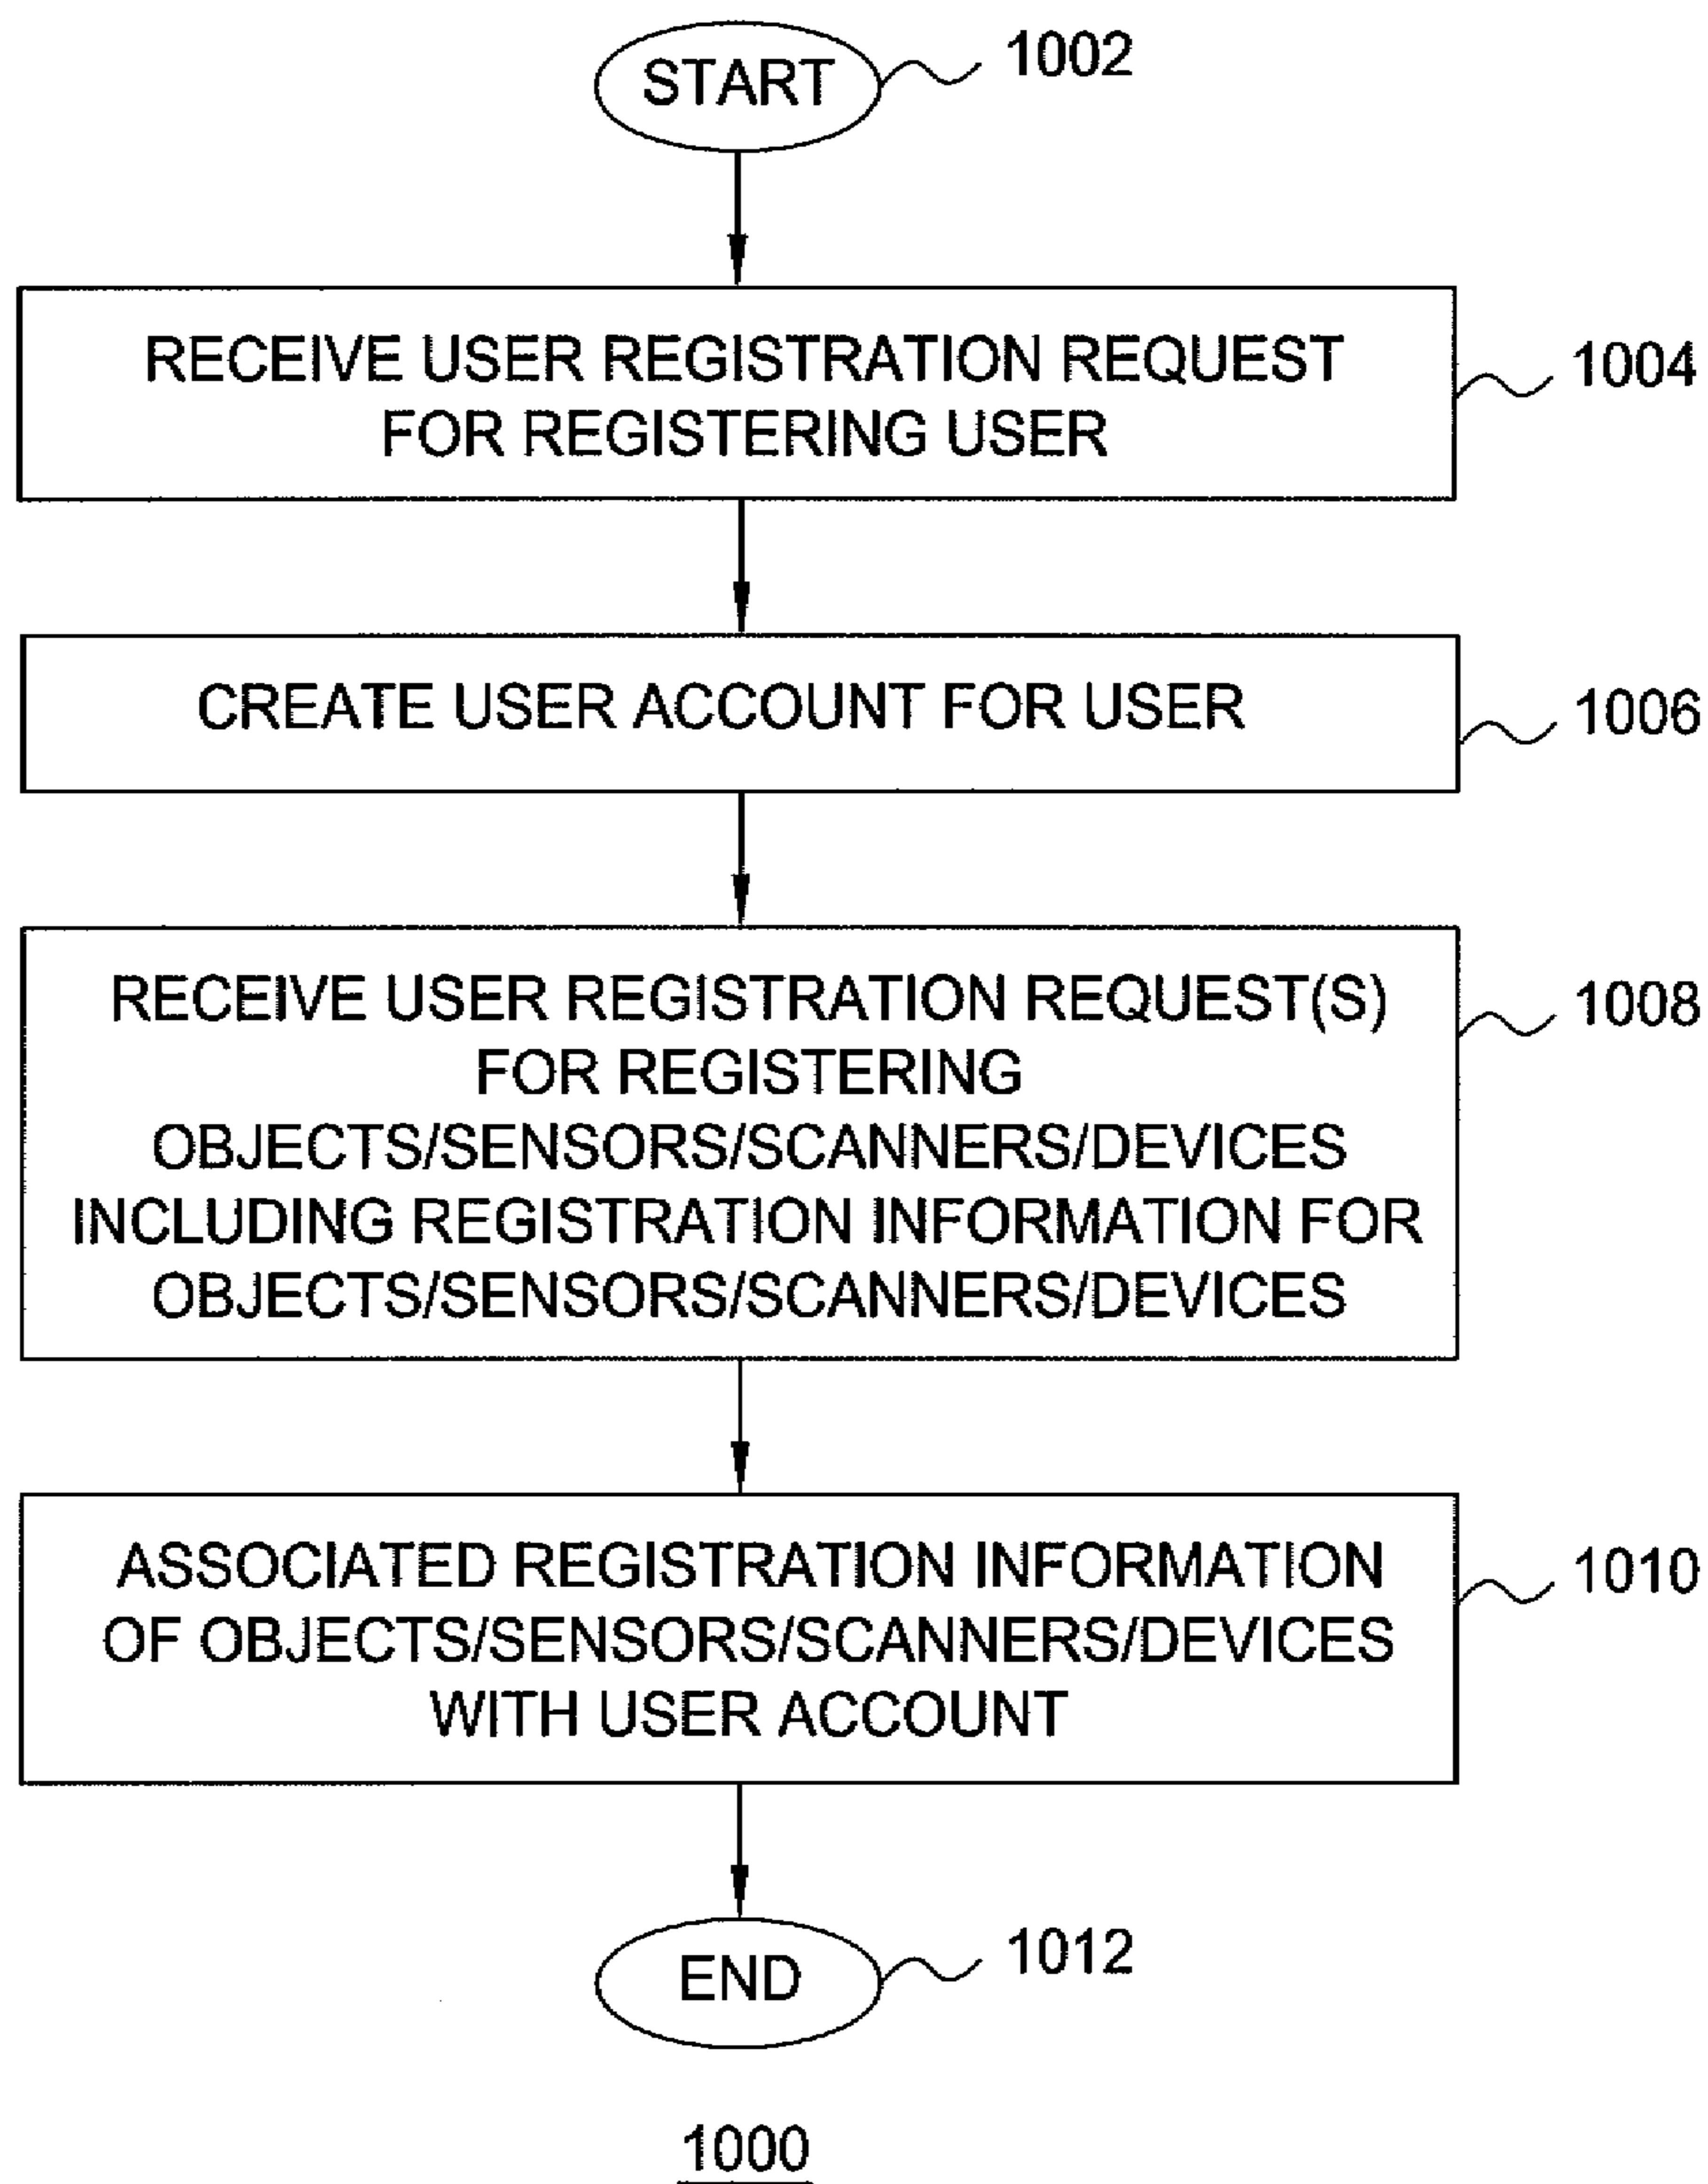 START
1002
RECEIVE USER REGISTRATION REQUEST
FOR REGISTERING USER
1004
CREATE USER ACCOUNT FOR USER
1006
RECEIVE USER REGISTRATION REQUEST(S)
FOR REGISTERING
OBJECTS/SENSORS/SCANNERS/DEVICES
INCLUDING REGISTRATION INFORMATION FOR
OBJECTS/SENSORS/SCANNERS/DEVICES
1008
ASSOCIATED REGISTRATION INFORMATION
OF OBJECTS/SENSORS/SCANNERS/DEVICES
WITH USER ACCOUNT
1010
END
1012
1000